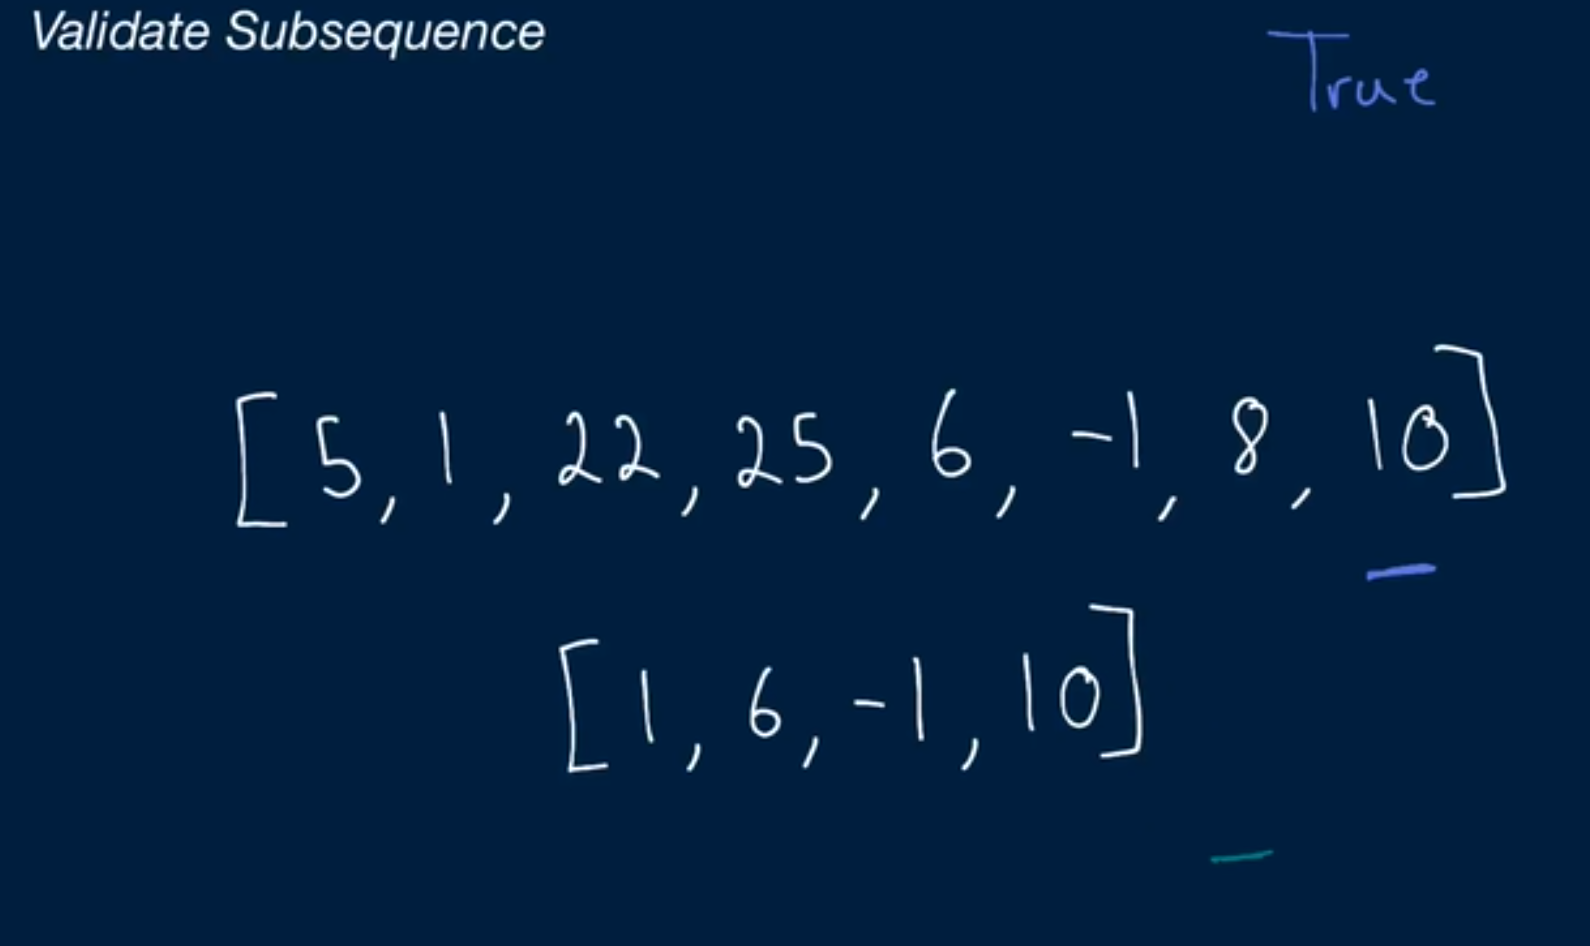 Validate Subsequence
True
[5, 1, 22, 25, 6, -1, 8, 10]
[1, 6, -1, 10]